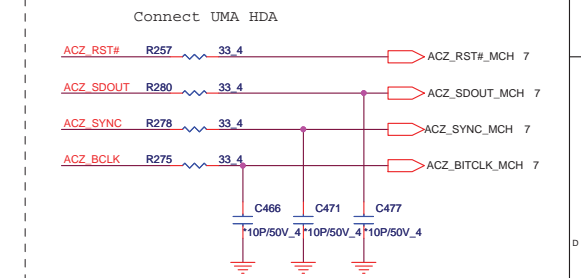 Connect UMA HDA
ACZ_RST# R257 33_4 ACZ_RST#_MCH 7
ACZ_SDOUT R280 33_4 ACZ_SDOUT_MCH 7
ACZ_SYNC R278 33_4 ACZ_SYNC_MCH 7
ACZ_BCLK R275 33_4 ACZ_BITCLK_MCH 7
C466 C471 C477
*10P/50V_4 *10P/50V_4 *10P/50V_4
D